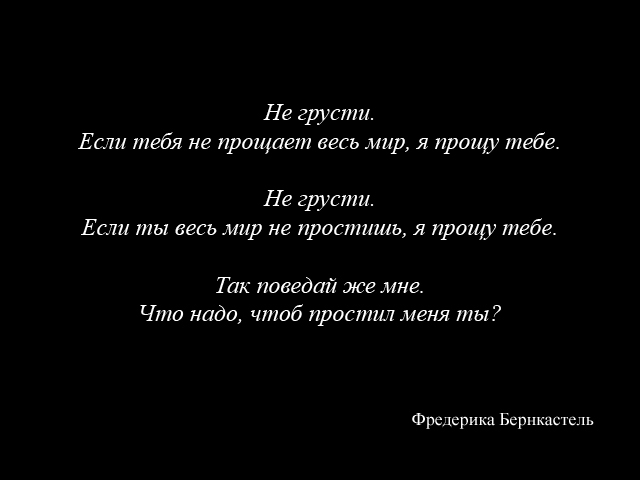 Не грусти.
Если тебя не прощает весь мир, я прощу тебе.
Не грусти.
Если ты весь мир не простишь, я прощу тебе.
Так поведай же мне.
Что надо, чтоб простил меня ты?
Фредерика Бернкастель